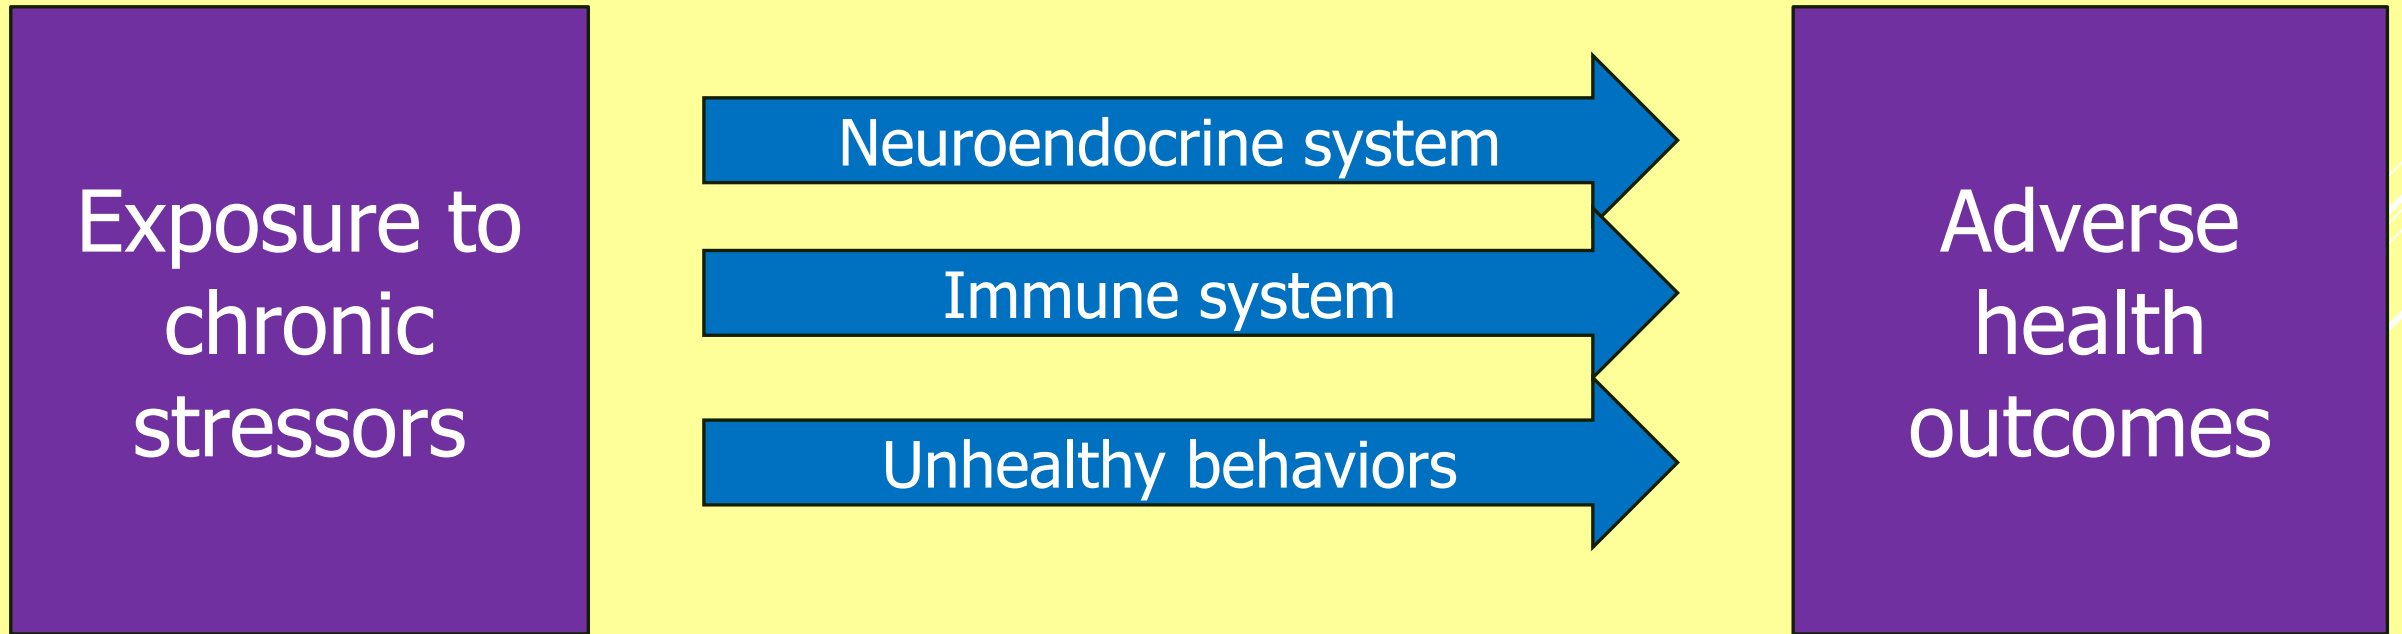 Exposure to
chronic
stressors
Neuroendocrine system
Immune system
Unhealthy behaviors
Adverse
health
outcomes